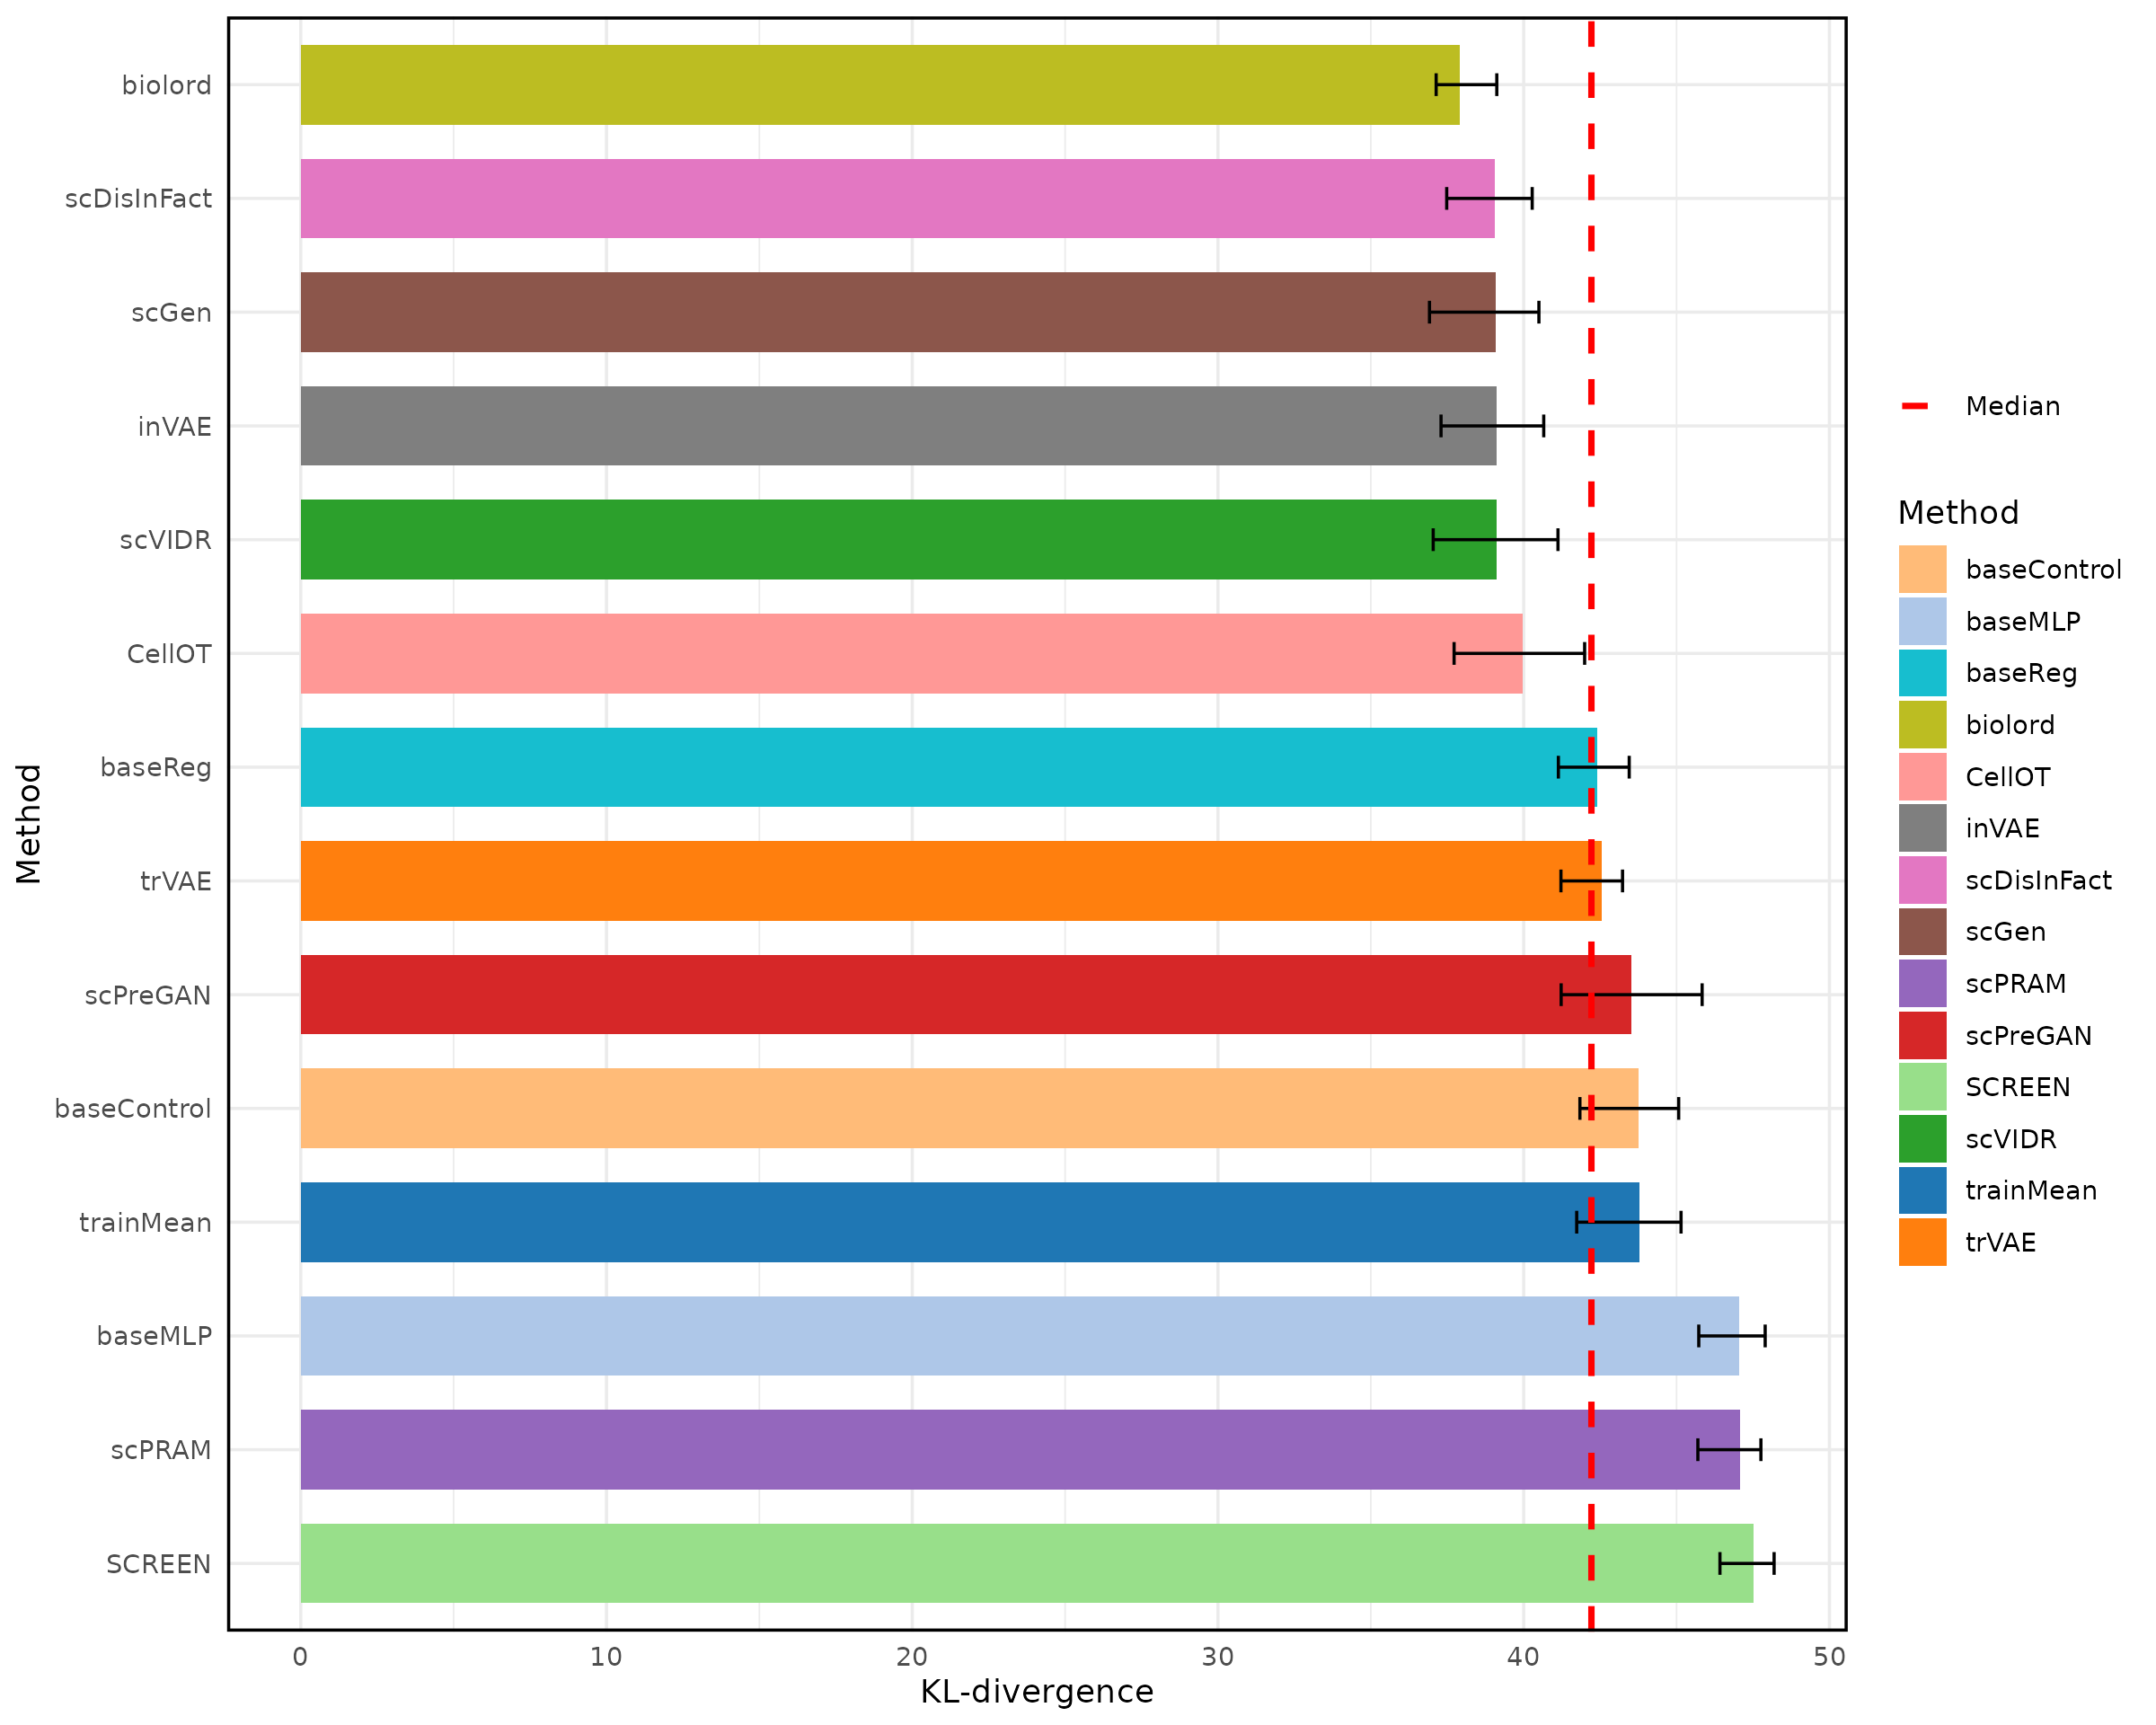 biolord
scDisInFact
scGen
inVAE
scVIDR
CellOT
baseReg
trVAE
scPreGAN
baseControl
trainMean
baseMLP
scPRAM
SCREEN
Method
0 10 20 30 40 50
KL-divergence
Median
Method
baseControl
baseMLP
baseReg
biolord
CellOT
inVAE
scDisInFact
scGen
scPRAM
scPreGAN
SCREEN
scVIDR
trainMean
trVAE